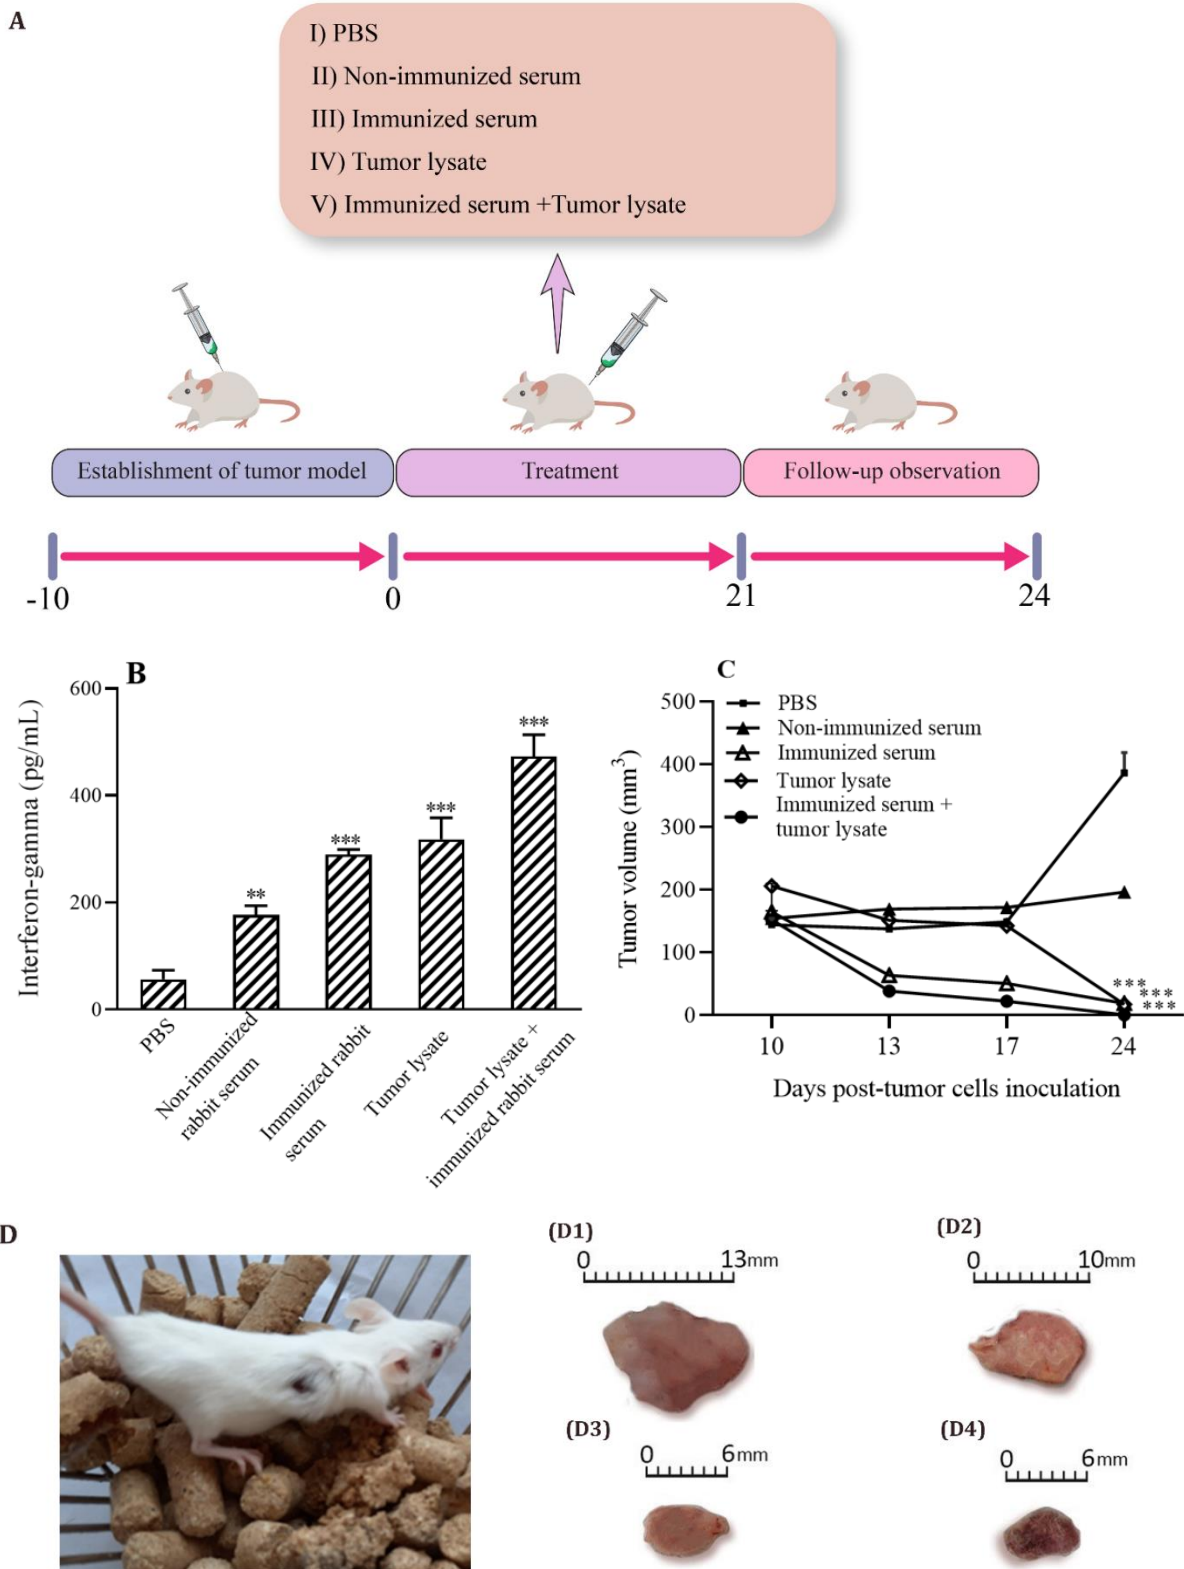 A
I) PBS
II) Non-immunized serum
III) Immunized serum
IV) Tumor lysate
V) Immunized serum +Tumor lysate
Establishment of tumor model
Treatment
Follow-up observation
-10
0
21
24
B
Interferon-gamma (pg/mL)
600
400
200
0
**
***
***
***
PBS
Non-immunized
rabbit serum
Immunized rabbit
serum
Tumor lysate
Tumor lysate +
immunized rabbit serum
C
Tumor volume (mm³)
500
400
300
200
100
0
PBS
Non-immunized serum
Immunized serum
Tumor lysate
Immunized serum +
tumor lysate
***
***
***
10
13
17
24
Days post-tumor cells inoculation
D
(D1)
0
13mm
(D2)
0
10mm
(D3)
0
6mm
(D4)
0
6mm